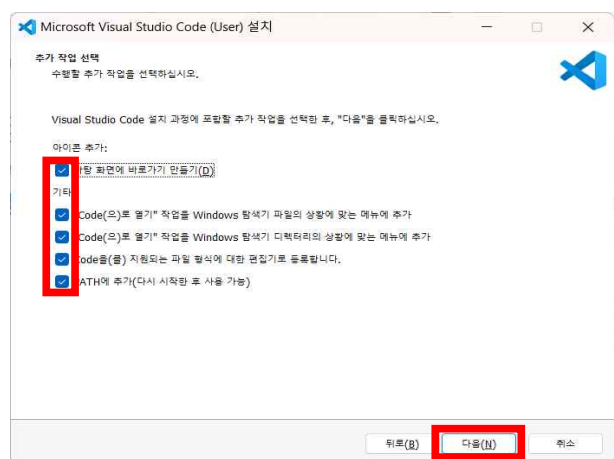 Microsoft Visual Studio Code (User) 설치
추가 작업 선택
수행할 추가 작업을 선택하십시오.
Visual Studio Code 설치 과정에 포함할 추가 작업을 선택한 후, "다음"을 클릭하십시오.
아이콘 추가:
바탕 화면에 바로가기 만들기(D)
기타
"Code(으)로 열기" 작업을 Windows 탐색기 파일의 상황에 맞는 메뉴에 추가
"Code(으)로 열기" 작업을 Windows 탐색기 디렉터리의 상황에 맞는 메뉴에 추가
Code을(를) 지원되는 파일 형식에 대한 편집기로 등록합니다.
PATH에 추가(다시 시작한 후 사용 가능)
뒤로(B) 다음(N) 취소